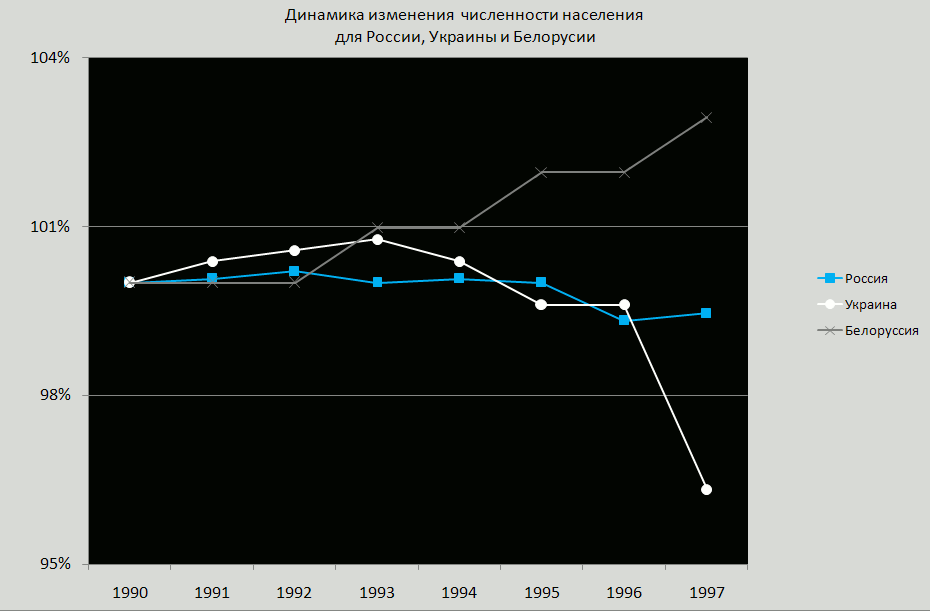 Динамика изменения численности населения
для России, Украины и Белорусии
104%
101%
98%
95%
1990 1991 1992 1993 1994 1995 1996 1997
Россия
Украина
Белоруссия